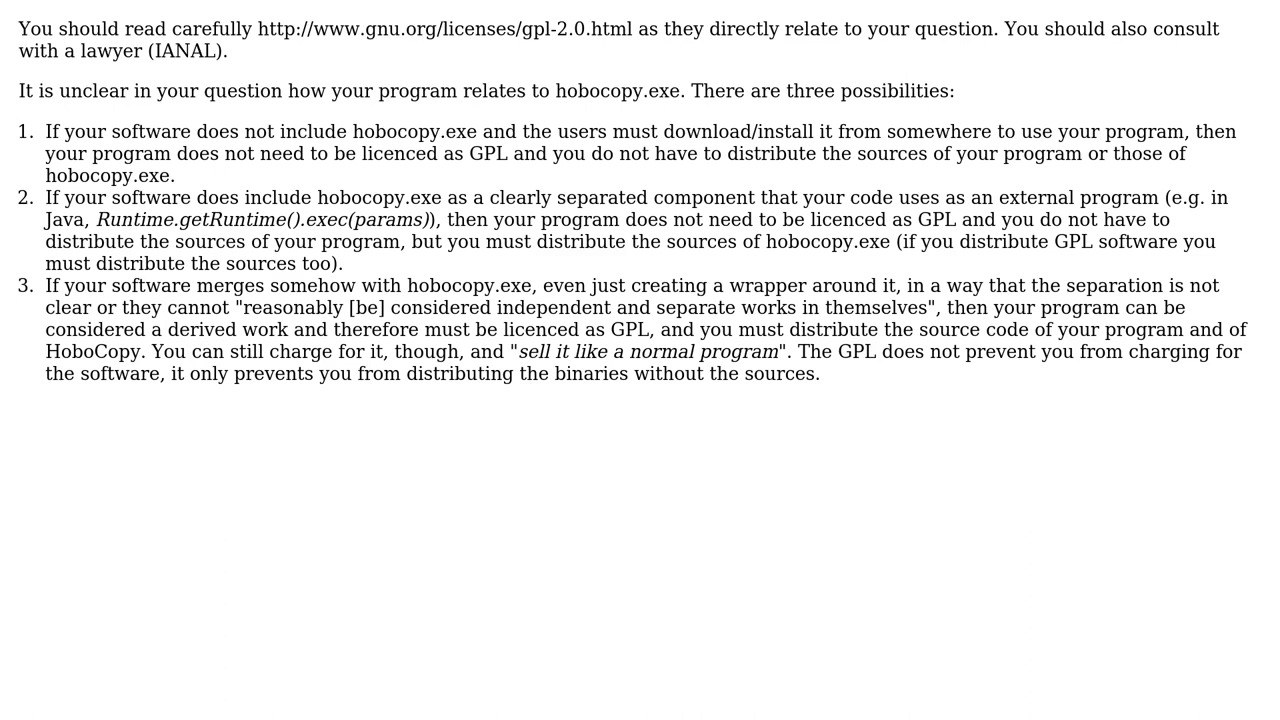 You should read carefully http://www.gnu.org/licenses/gpl-2.0.html as they directly relate to your question. You should also consult
with a lawyer (IANAL).
It is unclear in your question how your program relates to hobocopy.exe. There are three possibilities:
1. If your software does not include hobocopy.exe and the users must download/install it from somewhere to use your program, then
your program does not need to be licenced as GPL and you do not have to distribute the sources of your program or those of
hobocopy.exe.
2. If your software does include hobocopy.exe as a clearly separated component that your code uses as an external program (e.g. in
Java, Runtime.getRuntime().exec(params)), then your program does not need to be licenced as GPL and you do not have to
distribute the sources of your program, but you must distribute the sources of hobocopy.exe (if you distribute GPL software you
must distribute the sources too).
3. If your software merges somehow with hobocopy.exe, even just creating a wrapper around it, in a way that the separation is not
clear or they cannot "reasonably [be] considered independent and separate works in themselves", then your program can be
considered a derived work and therefore must be licenced as GPL, and you must distribute the source code of your program and of
HoboCopy. You can still charge for it, though, and "sell it like a normal program". The GPL does not prevent you from charging for
the software, it only prevents you from distributing the binaries without the sources.